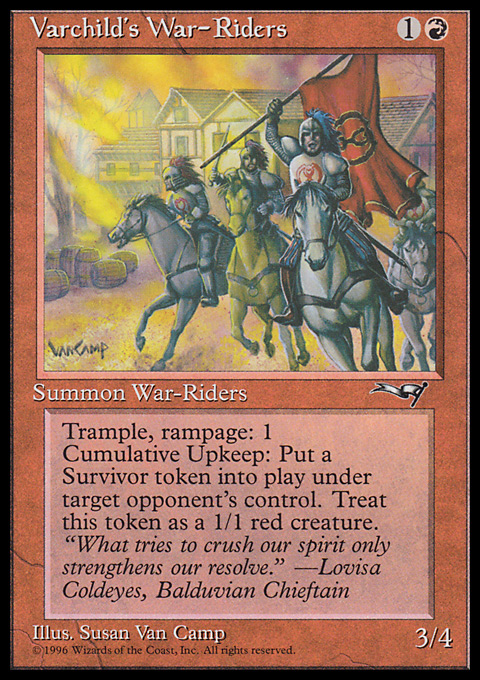 Varchild's War-Riders 1
VANCAMP
Summon War-Riders
Trample, rampage: 1
Cumulative Upkeep: Put a
Survivor token into play under
target opponent's control. Treat
this token as a 1/1 red creature.
“What tries to crush our spirit only
strengthens our resolve.” —Lovisa
Coldeyes, Balduvian Chieftain
Illus. Susan Van Camp
3/4
©1996 Wizards of the Coast, Inc. All rights reserved.